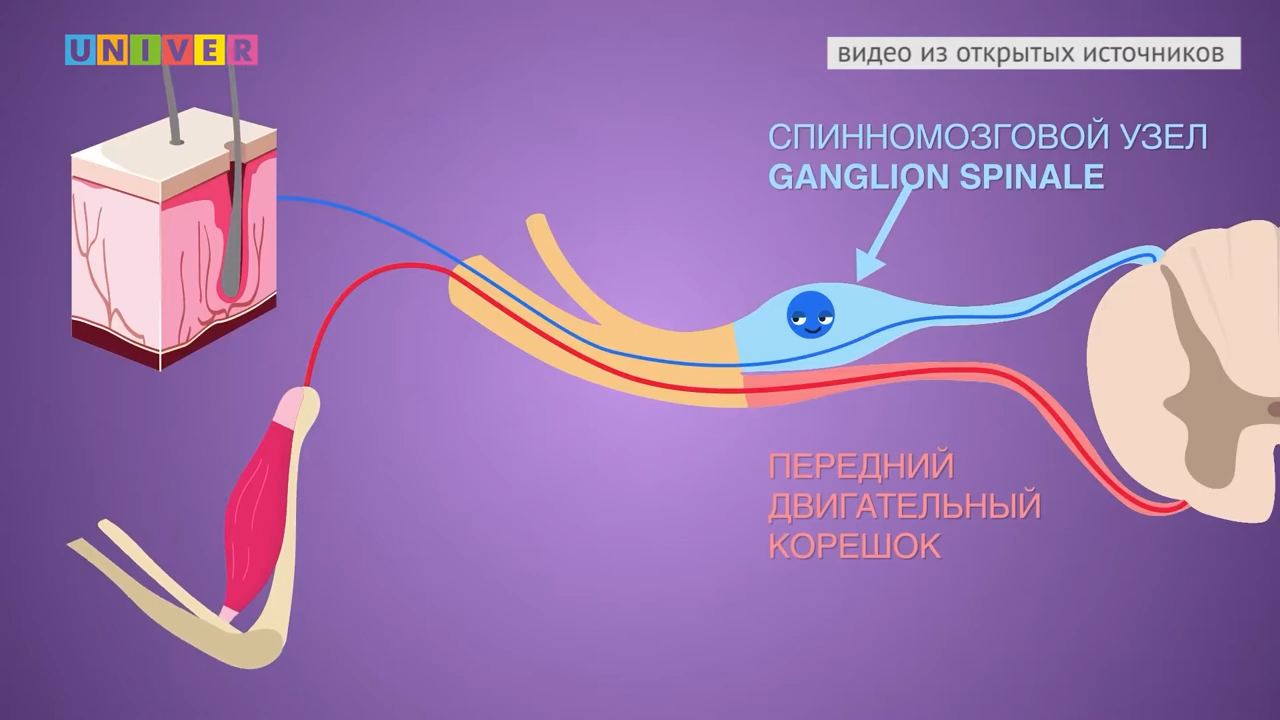 UNIVER
видео из открытых источников
СПИННОМОЗГОВОЙ УЗЕЛ
GANGLION SPINALE
ПЕРЕДНИЙ
ДВИГАТЕЛЬНЫЙ
КОРЕШОК